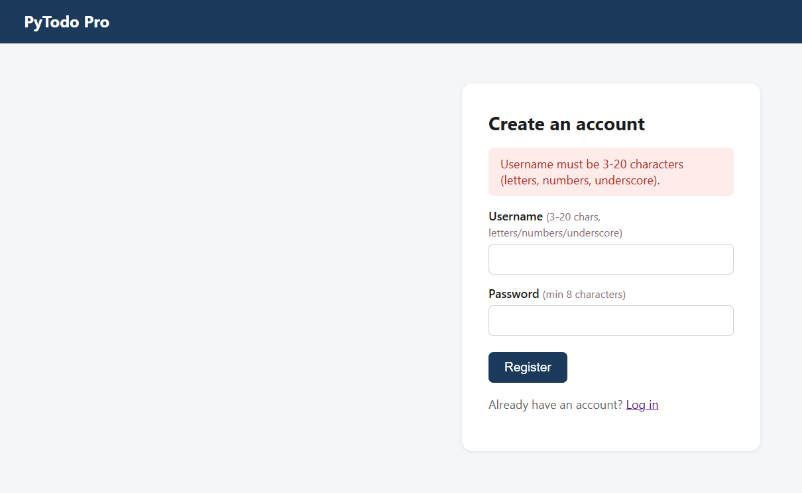 PyTodo Pro
Create an account
Username must be 3-20 characters
(letters, numbers, underscore).
Username (3-20 chars,
letters/numbers/underscore)
Password (min 8 characters)
Register
Already have an account? Log in